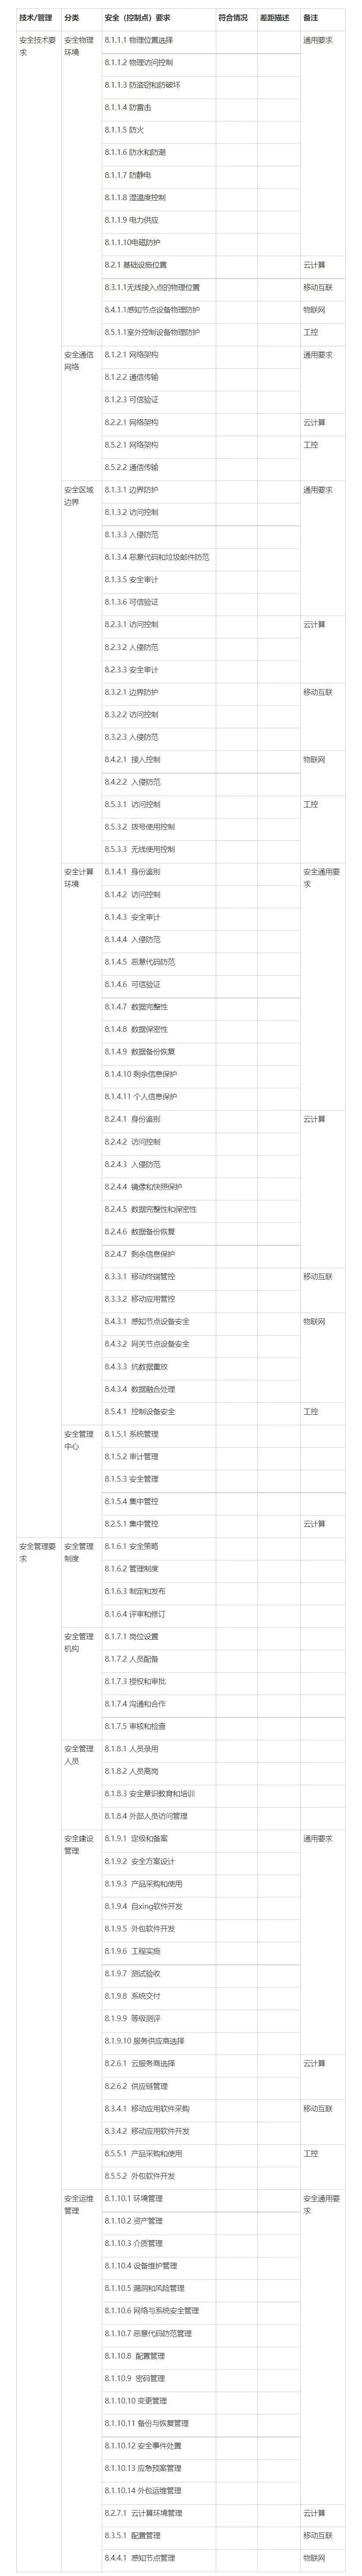 技术/管理 分类 安全（控制点）要求 符合情况 差距描述 备注
安全技术要 安全物理 8.1.1.1 物理位置选择 通用要求
求 环境
8.1.1.2 物理访问控制
8.1.1.3 防盗窃和防破坏
8.1.1.4 防雷击
8.1.1.5 防火
8.1.1.6 防水和防潮
8.1.1.7 防静电
8.1.1.8 湿温度控制
8.1.1.9 电力供应
8.1.1.10电磁防护
8.2.1 基础设施位置 云计算
8.3.1.1无线接入点的物理位置 移动互联
8.4.1.1感知节点设备物理防护 物联网
8.5.1.1室外控制设备物理防护 工控
安全通信 8.1.2.1 网络架构 通用要求
网络
8.1.2.2 通信传输
8.1.2.3 可信验证
8.2.2.1 网络架构 云计算
8.5.2.1 网络架构 工控
8.5.2.2 通信传输
安全区域 8.1.3.1 边界防护 通用要求
边界
8.1.3.2 访问控制
8.1.3.3 入侵防范
8.1.3.4 恶意代码和垃圾邮件防范
8.1.3.5 安全审计
8.1.3.6 可信验证
8.2.3.1 访问控制 云计算
8.2.3.2 入侵防范
8.2.3.3 安全审计
8.3.2.1 边界防护 移动互联
8.3.2.2 访问控制
8.3.2.3 入侵防范
8.4.2.1 接入控制 物联网
8.4.2.2 入侵防范
8.5.3.1 访问控制 工控
8.5.3.2 拨号使用控制
8.5.3.3 无线使用控制
安全计算 8.1.4.1 身份鉴别 安全通用要
环境 求
8.1.4.2 访问控制
8.1.4.3 安全审计
8.1.4.4 入侵防范
8.1.4.5 恶意代码防范
8.1.4.6 可信验证
8.1.4.7 数据完整性
8.1.4.8 数据保密性
8.1.4.9 数据备份恢复
8.1.4.10 剩余信息保护
8.1.4.11 个人信息保护
8.2.4.1 身份鉴别 云计算
8.2.4.2 访问控制
8.2.4.3 入侵防范
8.2.4.4 镜像和快照保护
8.2.4.5 数据完整性和保密性
8.2.4.6 数据备份恢复
8.2.4.7 剩余信息保护
8.3.3.1 移动终端管控 移动互联
8.3.3.2 移动应用管控
8.4.3.1 感知节点设备安全 物联网
8.4.3.2 网关节点设备安全
8.4.3.3 抗数据重放
8.4.3.4 数据融合处理
8.5.4.1 控制设备安全 工控
安全管理 8.1.5.1 系统管理
中心
8.1.5.2 审计管理
8.1.5.3 安全管理
8.1.5.4 集中管控
8.2.5.1 集中管控 云计算
安全管理要 安全管理 8.1.6.1 安全策略
求 制度
8.1.6.2 管理制度
8.1.6.3 制定和发布
8.1.6.4 评审和修订
安全管理 8.1.7.1 岗位设置
机构
8.1.7.2 人员配备
8.1.7.3 授权和审批
8.1.7.4 沟通和合作
8.1.7.5 审核和检查
安全管理 8.1.8.1 人员录用
人员
8.1.8.2 人员离岗
8.1.8.3 安全意识教育和培训
8.1.8.4 外部人员访问管理
安全建设 8.1.9.1 定级和备案 通用要求
管理
8.1.9.2 安全方案设计
8.1.9.3 产品采购和使用
8.1.9.4 自xing软件开发
8.1.9.5 外包软件开发
8.1.9.6 工程实施
8.1.9.7 测试验收
8.1.9.8 系统交付
8.1.9.9 等级测评
8.1.9.10 服务供应商选择
8.2.6.1 云服务商选择 云计算
8.2.6.2 供应链管理
8.3.4.1 移动应用软件采购 移动互联
8.3.4.2 移动应用软件开发
8.5.5.1 产品采购和使用 工控
8.5.5.2 外包软件开发
安全运维 8.1.10.1 环境管理 安全通用要
管理 求
8.1.10.2 资产管理
8.1.10.3 介质管理
8.1.10.4 设备维护管理
8.1.10.5 漏洞和风险管理
8.1.10.6 网络与系统安全管理
8.1.10.7 恶意代码防范管理
8.1.10.8 配置管理
8.1.10.9 密码管理
8.1.10.10 变更管理
8.1.10.11 备份与恢复管理
8.1.10.12 安全事件处置
8.1.10.13 应急预案管理
8.1.10.14 外包运维管理
8.2.7.1 云计算环境管理 云计算
8.3.5.1 配置管理 移动互联
8.4.4.1 感知节点管理 物联网